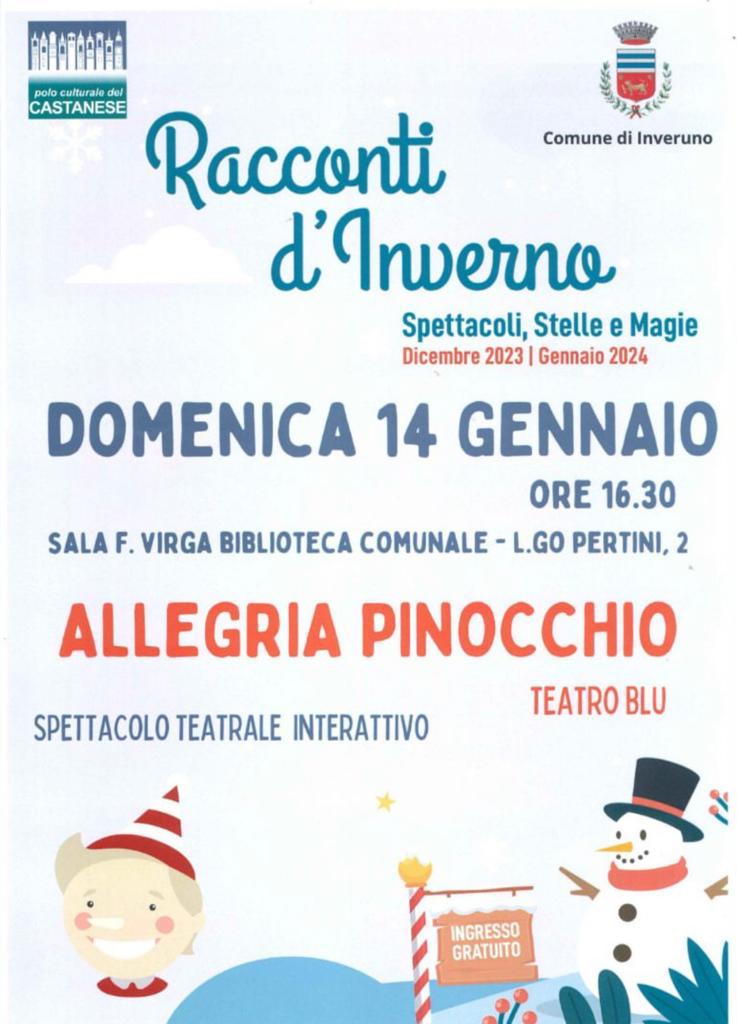 polo culturale del
CASTANESE
Comune di Inveruno
Racconti
d'Inverno
Spettacoli, Stelle e Magie
Dicembre 2023 | Gennaio 2024
DOMENICA 14 GENNAIO
ORE 16.30
SALA F. VIRGA BIBLIOTECA COMUNALE - L.GO PERTINI, 2
ALLEGRIA PINOCCHIO
TEATRO BLU
SPETTACOLO TEATRALE INTERATTIVO
INGRESSO
GRATUITO